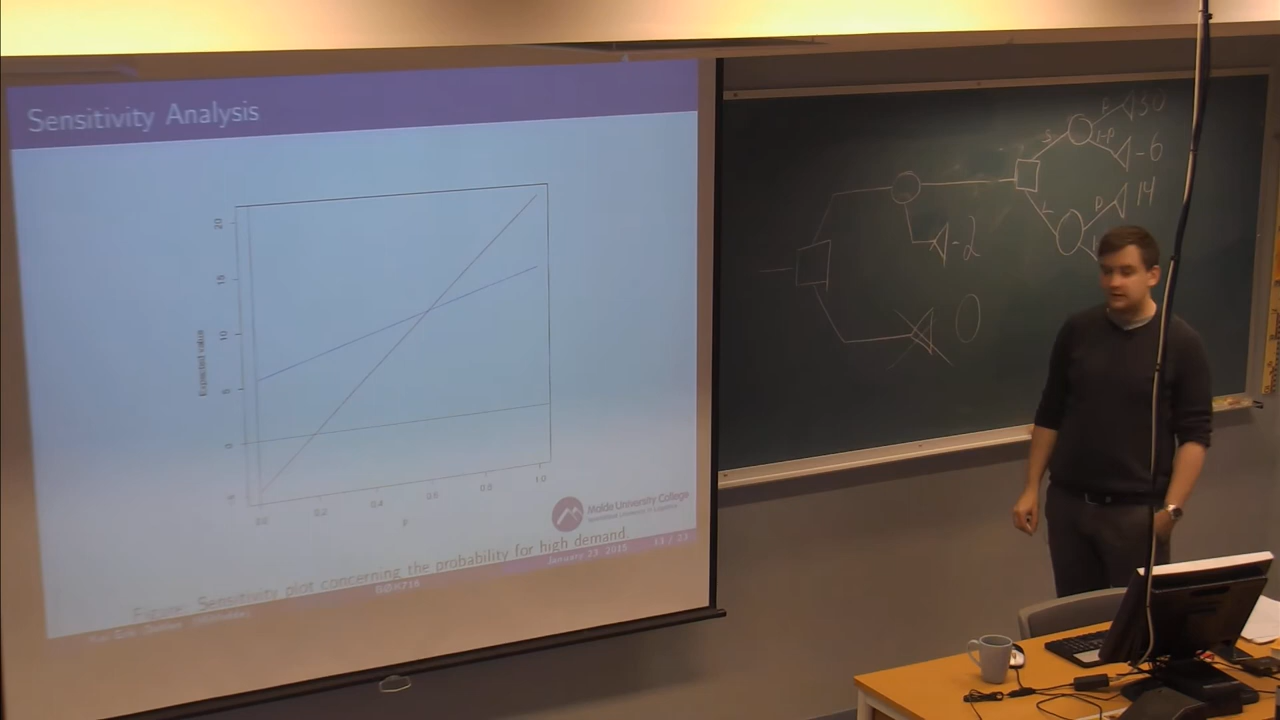 Sensitivity Analysis
20
15
10
5
0
Expected value
0.0 0.2 0.4 0.6 0.8 1.0
p
Molde University College
Figure: Sensitivity plot concerning the probability for high demand.
January 23, 2015
11 / 23
S
P
30
1-P
-6
L
P
14
-2
0